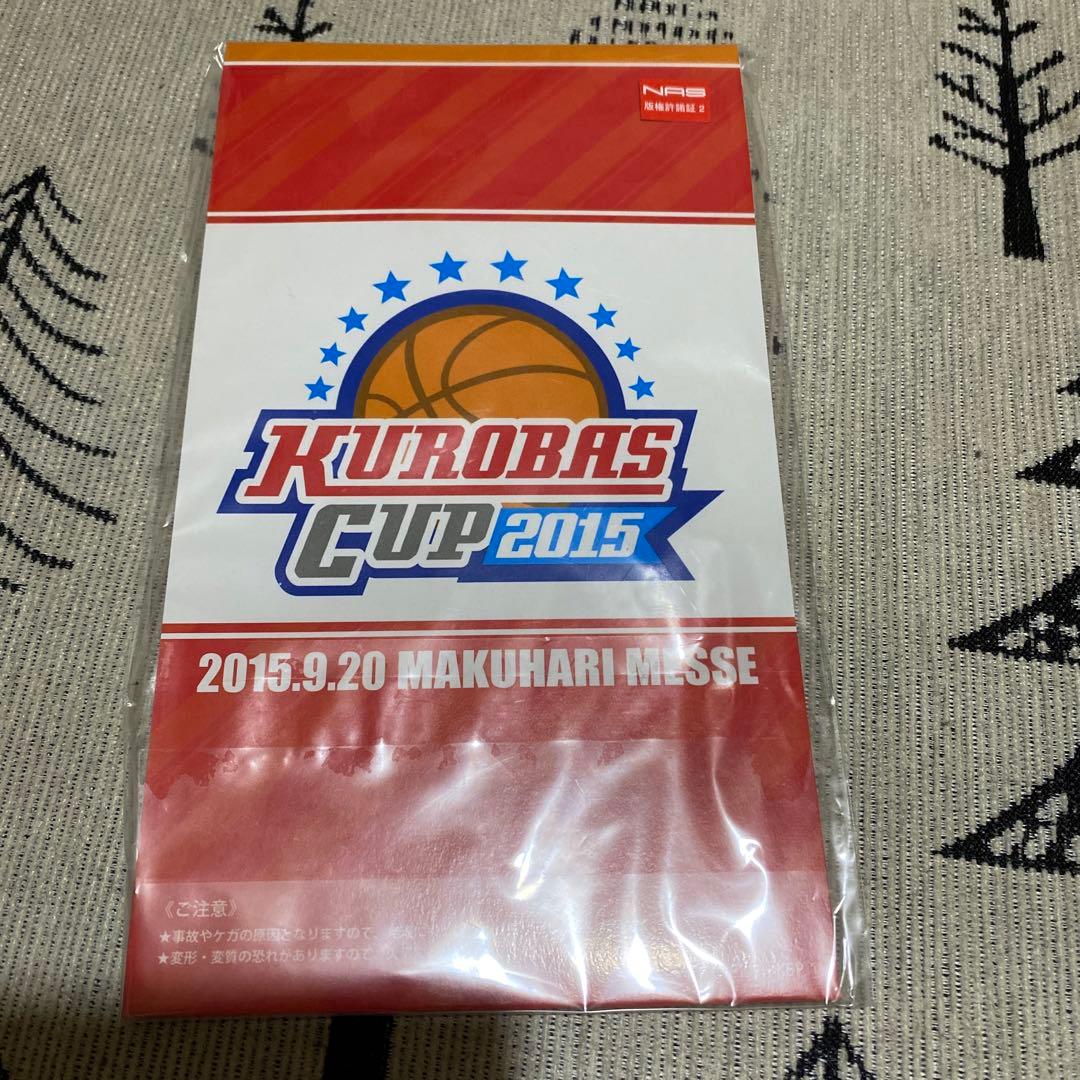 NAS
版権許諾証 2
KUROBAS
CUP 2015
2015.9.20 MAKUHARI MESSE
《ご注意》
★事故やケガの原因となりますので、
★変形・変質の恐れがありますので、